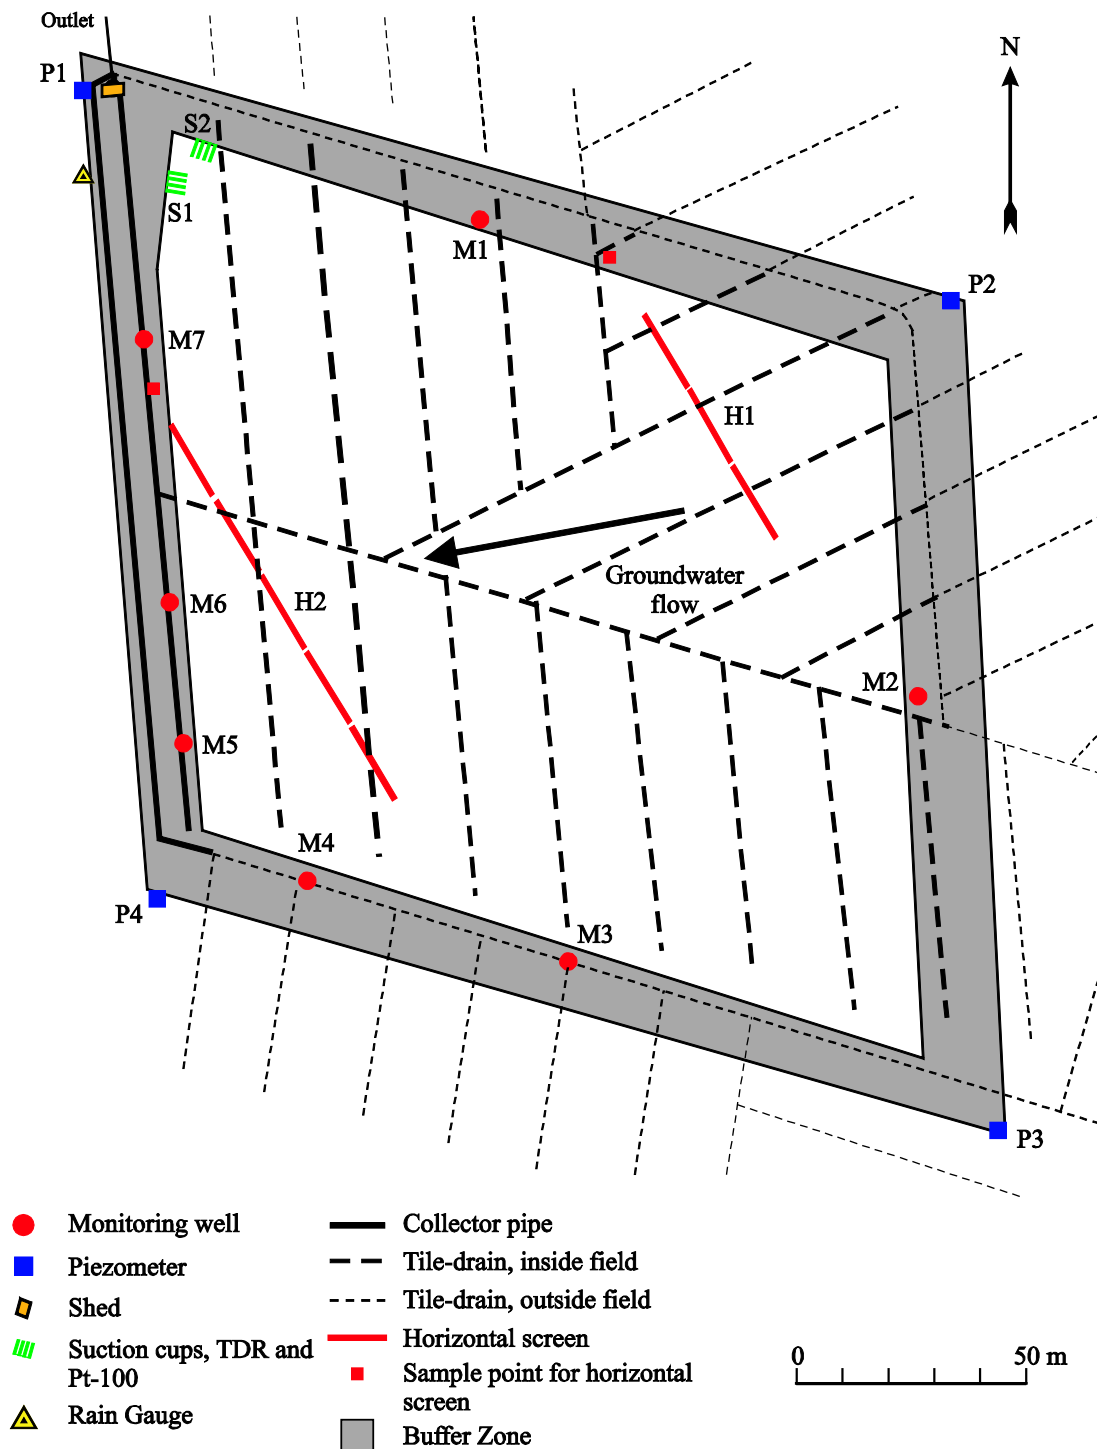 Outlet
N
P1
S2
S1
M1
P2
M7
H1
Groundwater
flow
H2
M6
M2
M5
M4
M3
P4
P3
Monitoring well
Piezometer
Shed
Suction cups, TDR and
Pt-100
Rain Gauge
Collector pipe
Tile-drain, inside field
Tile-drain, outside field
Horizontal screen
Sample point for horizontal
screen
Buffer Zone
0 50 m